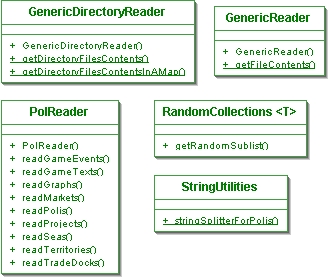 GenericDirectoryReader
+ GenericDirectoryReader()
+ getDirectoryFilesContents()
+ getDirectoryFilesContentsInAMap()
GenericReader
+ GenericReader()
+ getFileContents()
PolReader
+ PolReader()
+ readGameEvents()
+ readGameTexts()
+ readGraphs()
+ readMarkets()
+ readPolis()
+ readProjects()
+ readSeas()
+ readTerritories()
+ readTradeDocks()
RandomCollections <T>
+ getRandomSublist()
StringUtilities
+ stringSplitterForPolis()